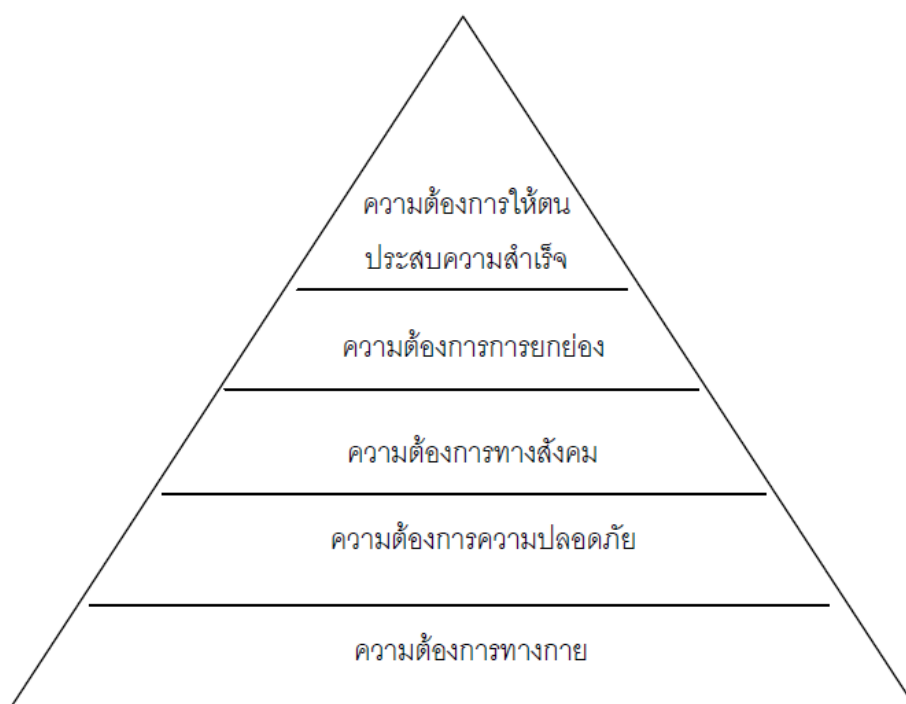 ความต้องการให้ตน
ประสบความสำเร็จ
ความต้องการการยกย่อง
ความต้องการทางสังคม
ความต้องการความปลอดภัย
ความต้องการทางกาย